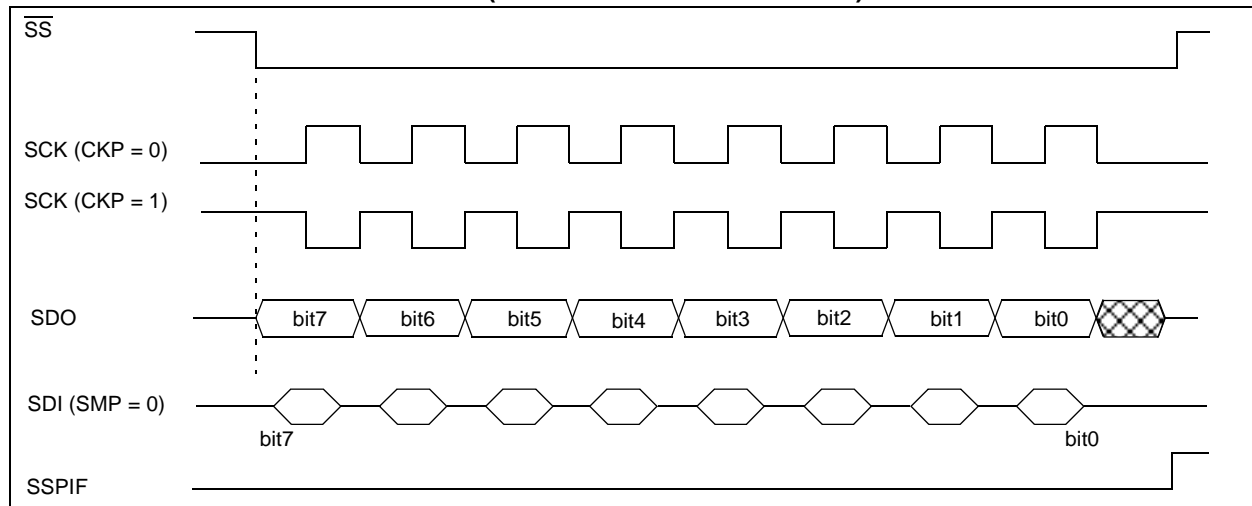 SS
SCK (CKP = 0)
SCK (CKP = 1)
SDO bit7 bit6 bit5 bit4 bit3 bit2 bit1 bit0
SDI (SMP = 0)
bit7 bit0
SSPIF